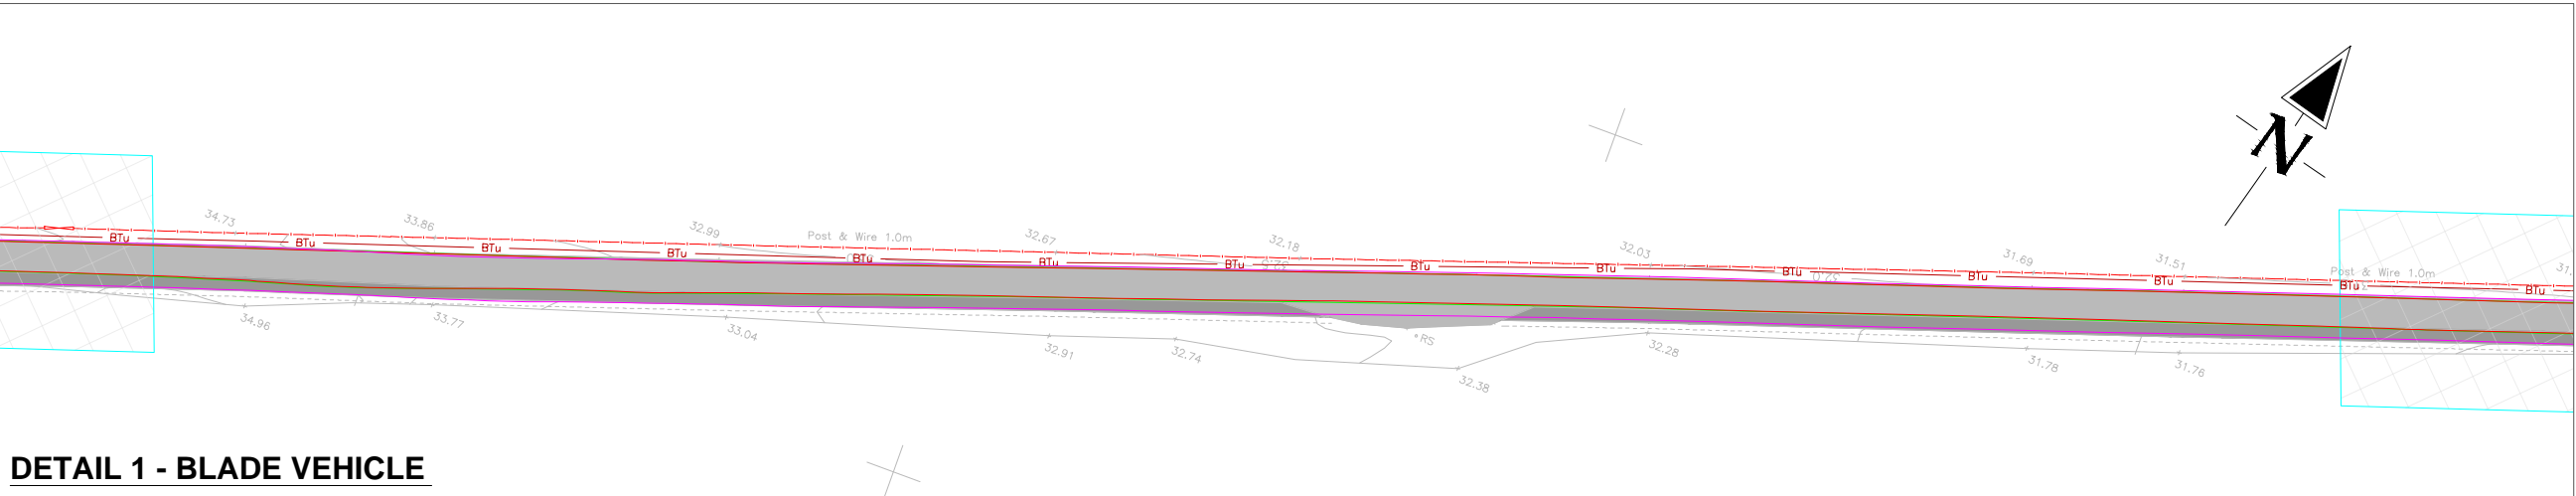 N
34.73
33.86
32.99
Post & Wire 1.0m
32.67
32.18
32.03
31.69
31.51
Post & Wire 1.0m
BTu BTu BTu BTu BTu BTu BTu BTu BTu BTu BTu BTu BTu BTu
34.96
33.77
33.04
32.91
32.74
RS
32.38
32.28
31.78
31.76
DETAIL 1 - BLADE VEHICLE